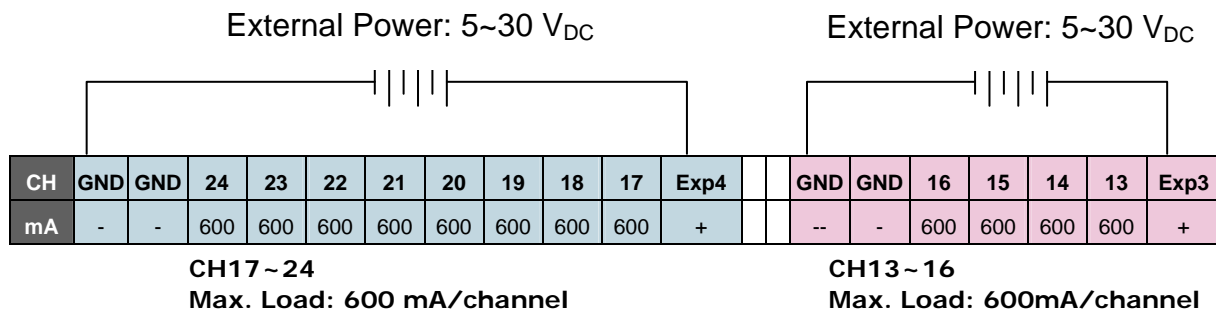 External Power: 5~30 VDC External Power: 5~30 VDC
CH GND GND 24 23 22 21 20 19 18 17 Exp4 GND GND 16 15 14 13 Exp3
mA - - 600 600 600 600 600 600 600 600 + -- - 600 600 600 600 +
CH17~24 CH13~16
Max. Load: 600 mA/channel Max. Load: 600mA/channel